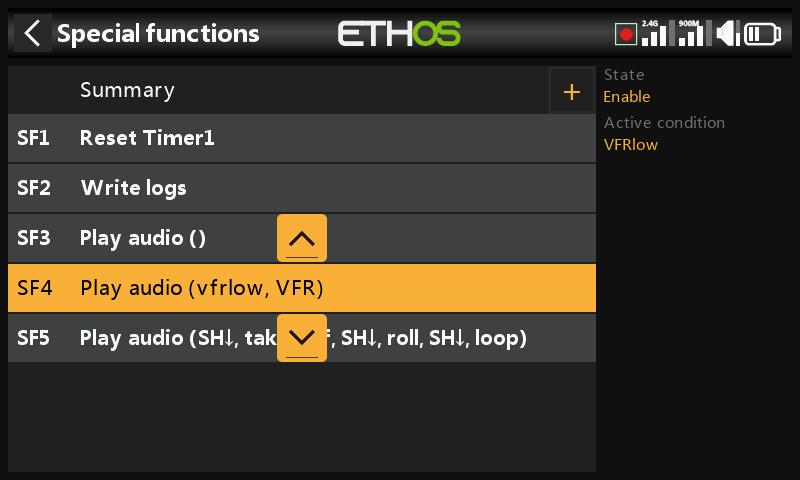 Special functions
ETHOS
2.4G
900M
Summary
+
SF1 Reset Timer1
SF2 Write logs
SF3 Play audio ()
SF4 Play audio (vfrlow, VFR)
SF5 Play audio (SH↓, tak f, SH↓, roll, SH↓, loop)
State
Enable
Active condition
VFRlow